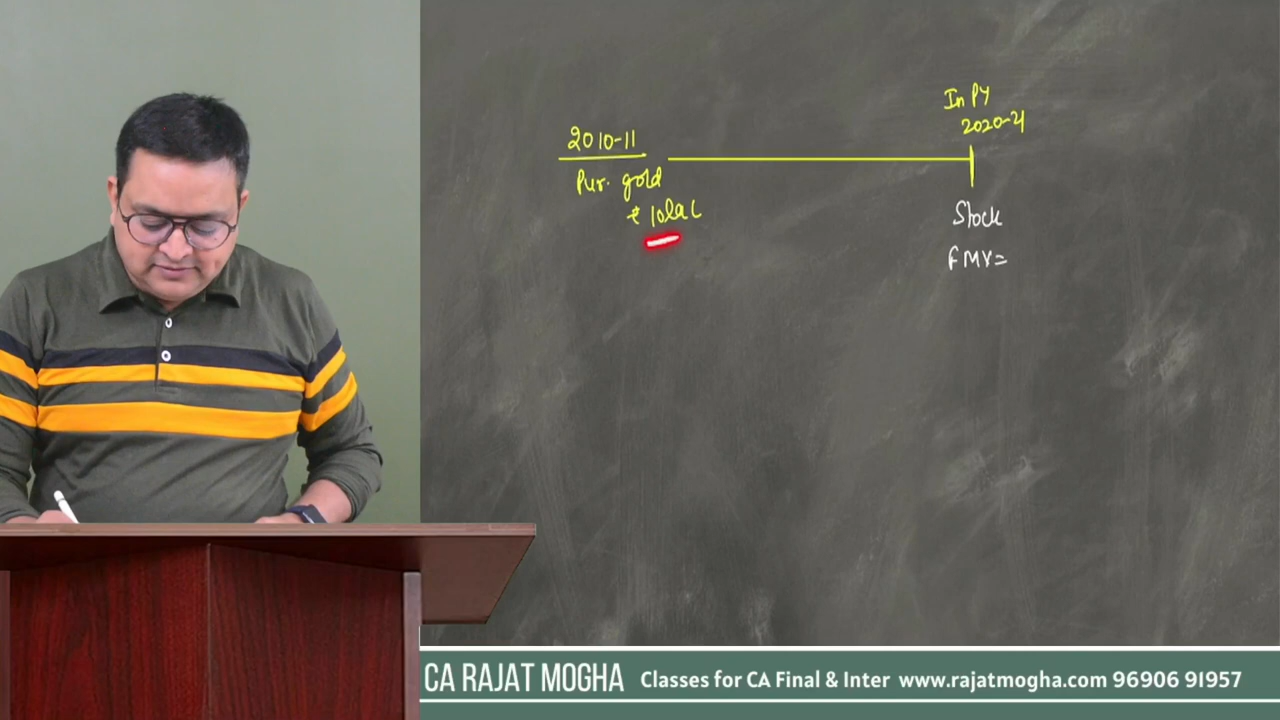 2010-11
Pur. gold
₹ 10lac
In PY
2020-21
Stock
FMV=
CA RAJAT MOGHA Classes for CA Final & Inter www.rajatmogha.com 96906 91957